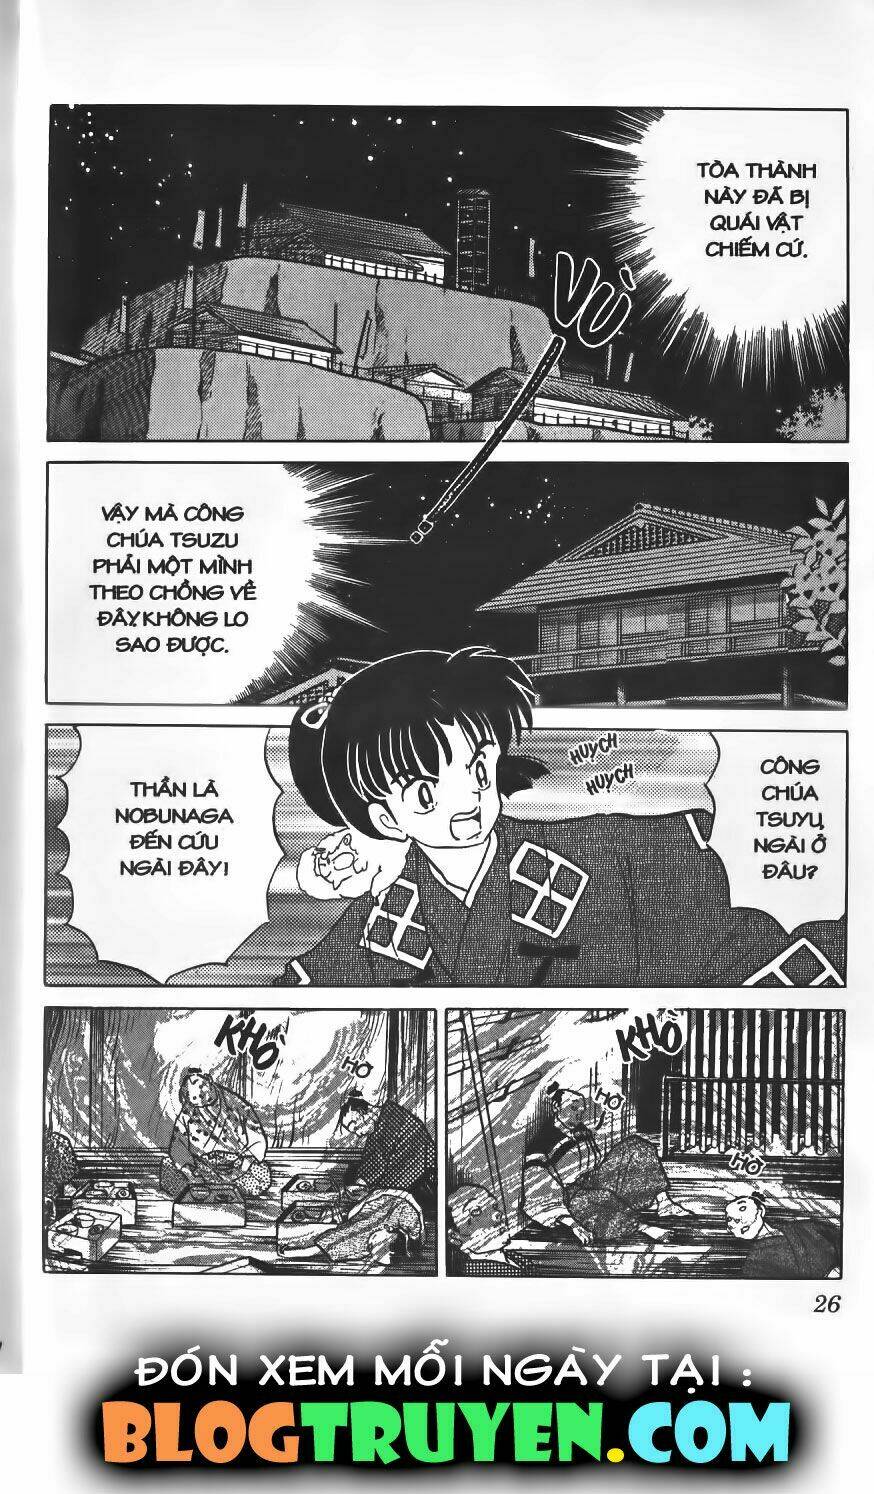 TÒA THÀNH
NÀY ĐÃ BỊ
QUÁI VẬT
CHIẾM CỨ.
VÙ
VẬY MÀ CÔNG
CHÚA TSUZU
PHẢI MỘT MÌNH
THEO CHỒNG VỀ
ĐÂY. KHÔNG LO
SAO ĐƯỢC.
CÔNG
CHÚA
TSUYU,
NGÀI Ở
ĐÂU?
HUỴCH
HUỴCH
THẦN LÀ
NOBUNAGA
ĐẾN CỨU
NGÀI ĐÂY!
KHÒ
HỜ
KHÒ
HỜ
HỜ
26
ĐÓN XEM MỖI NGÀY TẠI :
BLOGTRUYEN.COM